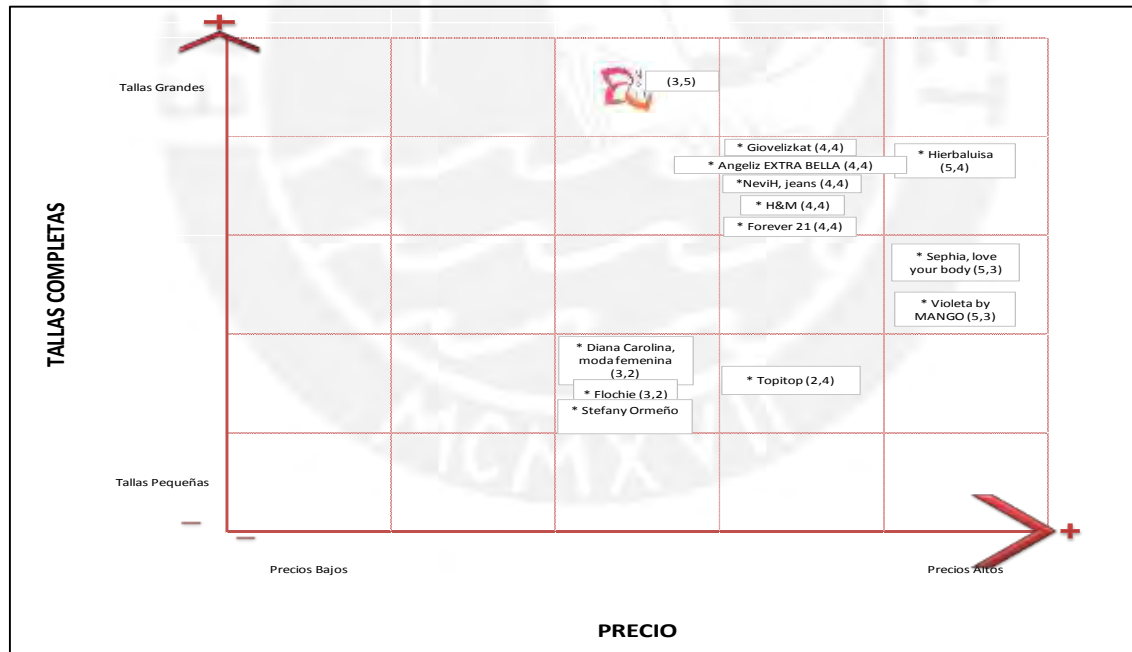 +
Tallas Grandes
(3,5)
* Giovelizkat (4,4)
* Angeliz EXTRA BELLA (4,4)
*NeviH, jeans (4,4)
* H&M (4,4)
* Forever 21 (4,4)
* Hierbaluisa
(5,4)
TALLAS COMPLETAS
* Sephia, love
your body (5,3)
* Violeta by
MANGO (5,3)
* Diana Carolina,
moda femenina
(3,2)
* Flochie (3,2)
* Stefany Ormeño
* Topitop (2,4)
Tallas Pequeñas
MCMXVII
–
–
+
Precios Bajos
Precios Altos
PRECIO